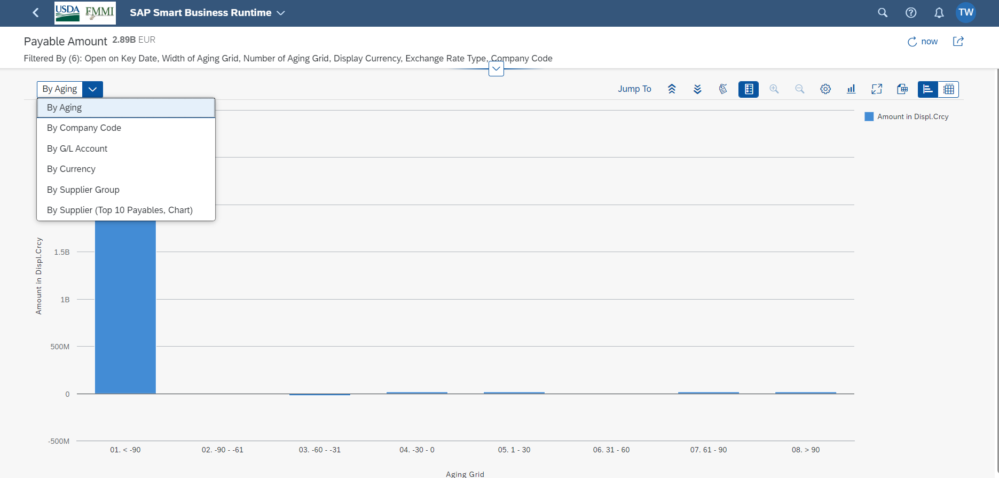 USDA FMMI SAP Smart Business Runtime TW
Payable Amount 2.89B EUR now
Filtered By (6): Open on Key Date, Width of Aging Grid, Number of Aging Grid, Display Currency, Exchange Rate Type, Company Code
By Aging Jump To
By Aging
By Company Code
By G/L Account
By Currency
By Supplier Group
By Supplier (Top 10 Payables, Chart)
Amount in Displ.Crcy
Amount in Displ.Crcy
1.5B
1B
500M
0
-500M
01. < -90 02. -90 - -61 03. -60 - -31 04. -30 - 0 05. 1 - 30 06. 31 - 60 07. 61 - 90 08. > 90
Aging Grid